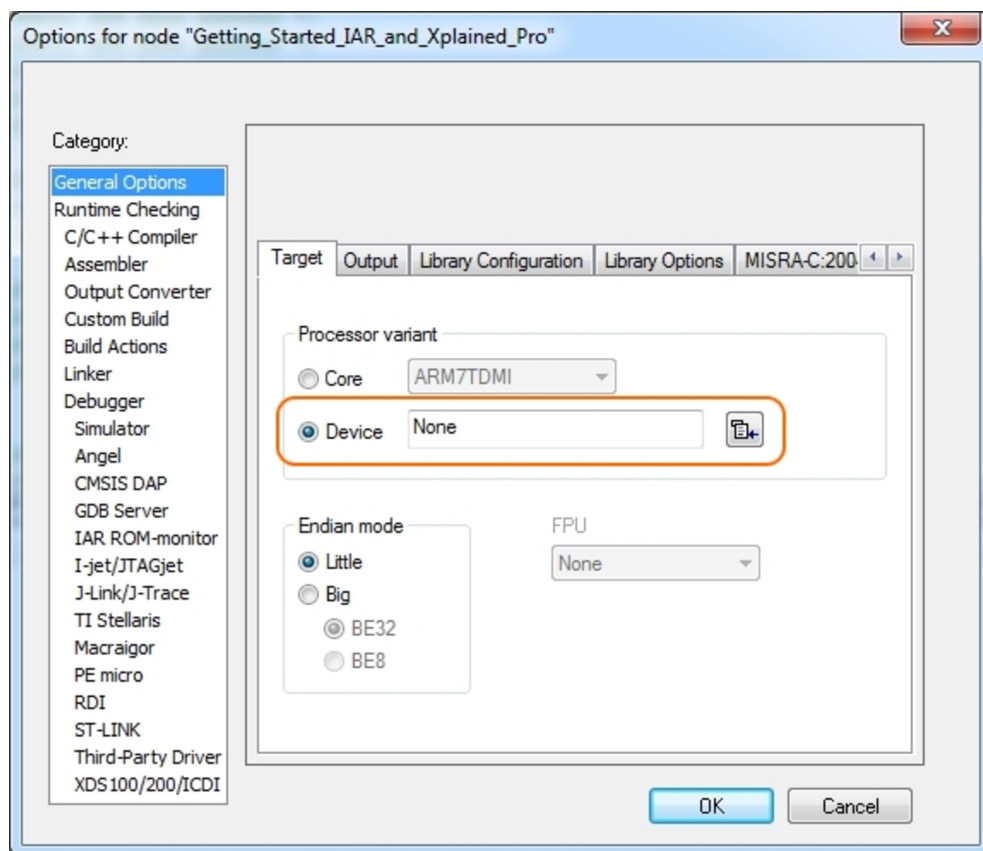 Options for node "Getting_Started_IAR_and_Xplained_Pro"
Category:
General Options
Runtime Checking
C/C++ Compiler
Assembler
Output Converter
Custom Build
Build Actions
Linker
Debugger
Simulator
Angel
CMSIS DAP
GDB Server
IAR ROM-monitor
I-jet/JTAGjet
J-Link/J-Trace
TI Stellaris
Macraigor
PE micro
RDI
ST-LINK
Third-Party Driver
XDS100/200/ICDI
Target Output Library Configuration Library Options MISRA-C:200
Processor variant
Core ARM7TDMI
Device None
Endian mode
Little
Big
BE32
BE8
FPU
None
OK Cancel